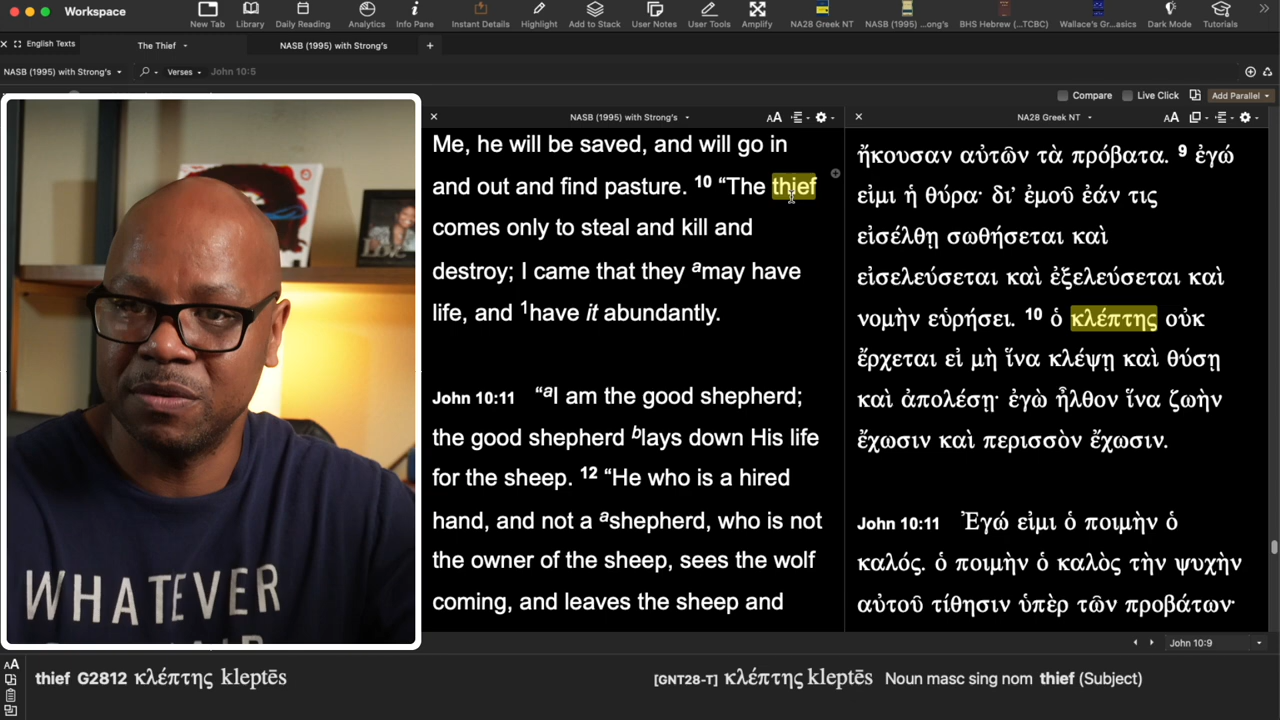 Workspace
New Tab
Library
Daily Reading
Analytics
Info Pane
Instant Details
Highlight
Add to Stack
User Notes
User Tools
Amplify
NA28 Greek NT
NASB (1995) ...ong's
BHS Hebrew (...TCBC)
Wallace's Gr...asics
Dark Mode
Tutorials
English Texts
The Thief
NASB (1995) with Strong's
NASB (1995) with Strong's
Verses
John 10:5
Compare
Live Click
Add Parallel
NASB (1995) with Strong's
Me, he will be saved, and will go in
and out and find pasture. 10 “The thief
comes only to steal and kill and
destroy; I came that they amay have
life, and 1have it abundantly.
John 10:11 “aI am the good shepherd;
the good shepherd blays down His life
for the sheep. 12 “He who is a hired
hand, and not a ashepherd, who is not
the owner of the sheep, sees the wolf
coming, and leaves the sheep and
NA28 Greek NT
ἤκουσαν αὐτῶν τὰ πρόβατα. 9 ἐγώ
εἰμι ἡ θύρα· δι’ ἐμοῦ ἐάν τις
εἰσέλθῃ σωθήσεται καὶ
εἰσελεύσεται καὶ ἐξελεύσεται καὶ
νομὴν εὑρήσει. 10 ὁ κλέπτης οὐκ
ἔρχεται εἰ μὴ ἵνα κλέψῃ καὶ θύσῃ
καὶ ἀπολέσῃ· ἐγὼ ἦλθον ἵνα ζωὴν
ἔχωσιν καὶ περισσὸν ἔχωσιν.
John 10:11 Ἐγώ εἰμι ὁ ποιμὴν ὁ
καλός. ὁ ποιμὴν ὁ καλὸς τὴν ψυχὴν
αὐτοῦ τίθησιν ὑπὲρ τῶν προβάτων·
John 10:9
WHATEVER
LOVE
thief G2812 κλέπτης kleptēs
[GNT28-T] κλέπτης kleptēs Noun masc sing nom thief (Subject)